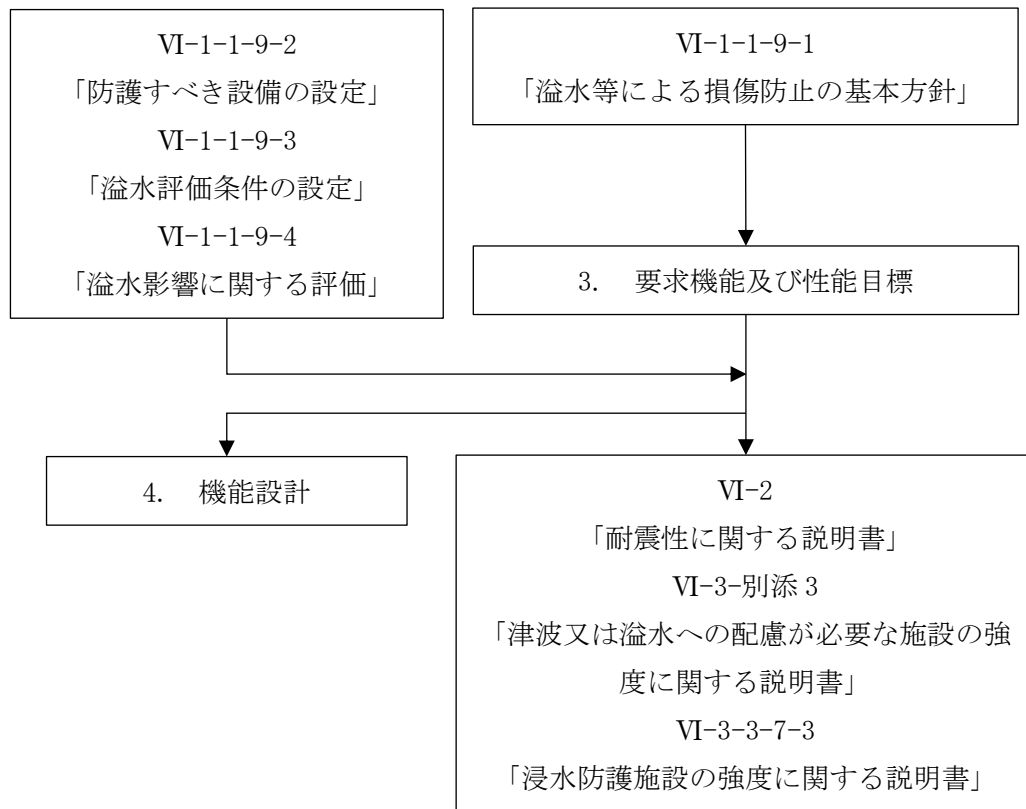 Ⅵ-1-1-9-2
「防護すべき設備の設定」
Ⅵ-1-1-9-3
「溢水評価条件の設定」
Ⅵ-1-1-9-4
「溢水影響に関する評価」
Ⅵ-1-1-9-1
「溢水等による損傷防止の基本方針」
3. 要求機能及び性能目標
4. 機能設計
Ⅵ-2
「耐震性に関する説明書」
Ⅵ-3-別添 3
「津波又は溢水への配慮が必要な施設の強
度に関する説明書」
Ⅵ-3-3-7-3
「浸水防護施設の強度に関する説明書」